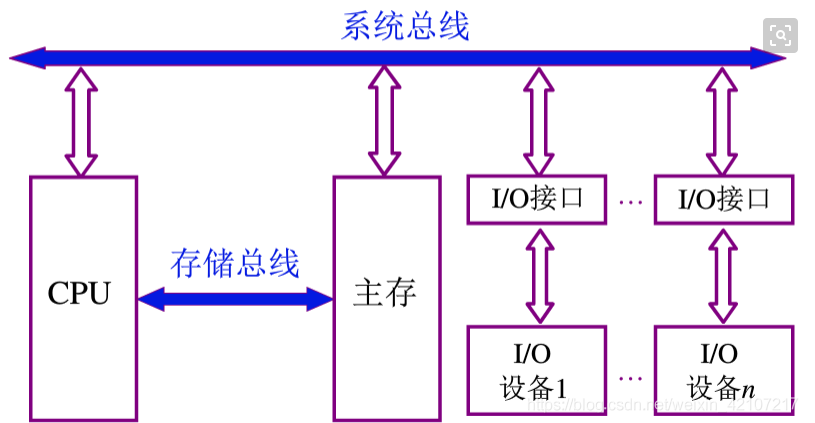 系统总线
I/O接口
...
I/O接口
存储总线
CPU
主存
I/O
设备1
...
I/O
设备n
https://blog.csdn.net/weixin_42107217